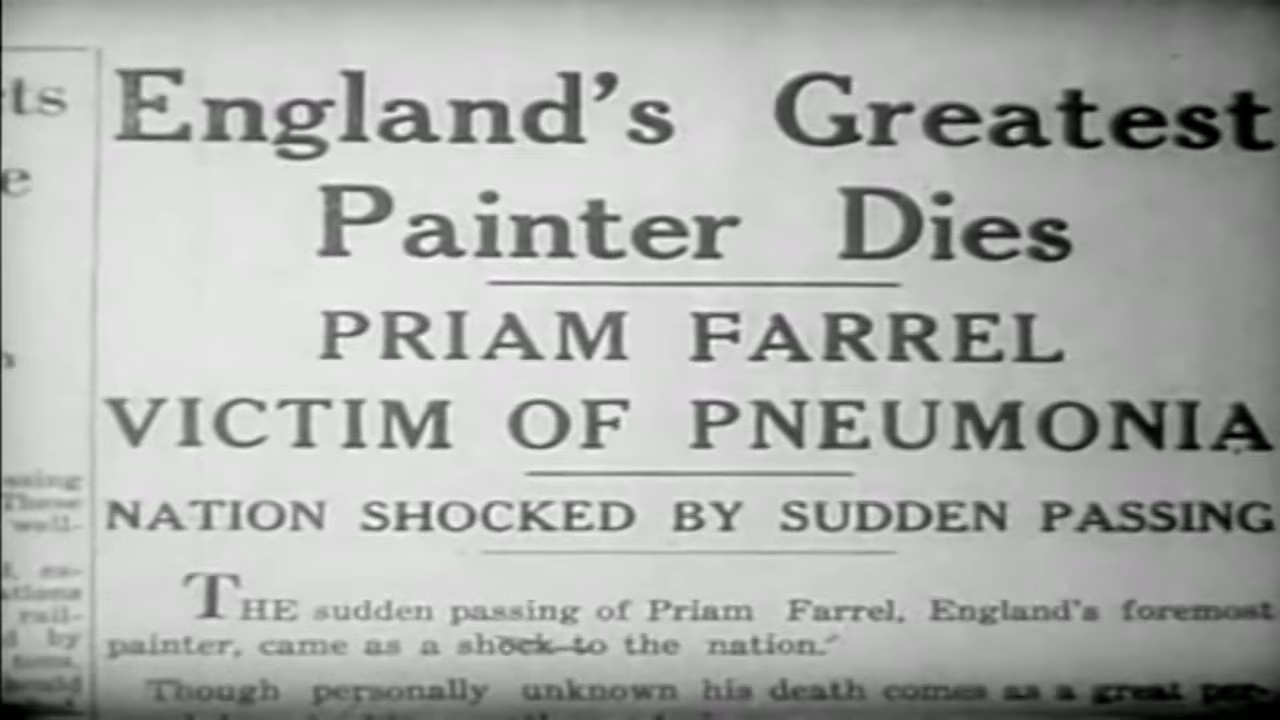 ts
England's Greatest
e
Painter Dies
PRIAM FARREL
VICTIM OF PNEUMONIA
NATION SHOCKED BY SUDDEN PASSING
THE sudden passing of Priam Farrel, England's foremost
painter, came as a shock to the nation."
Though personally unknown his death comes as a great per-